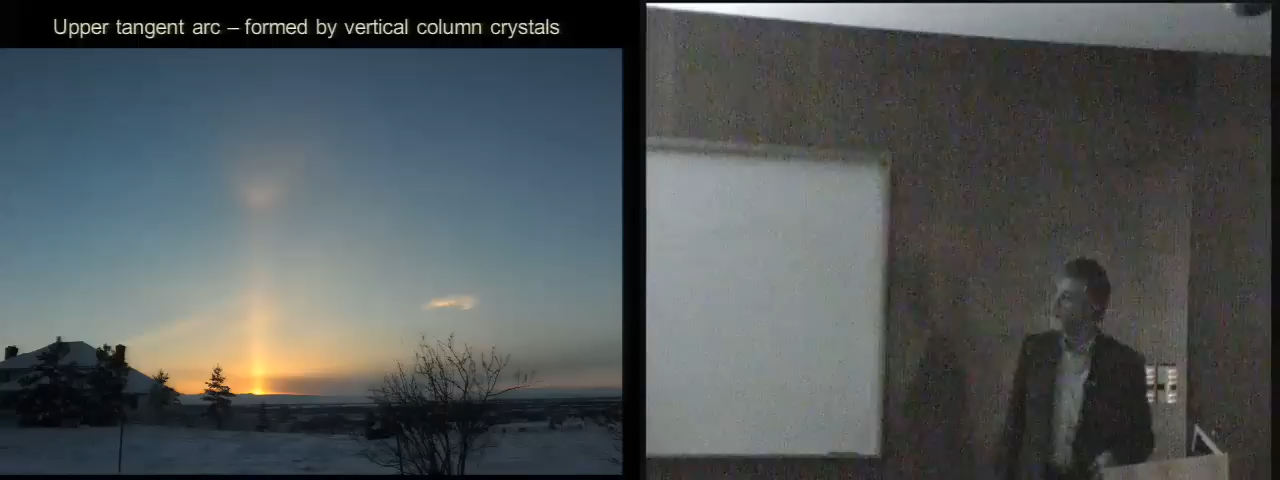 Upper tangent arc – formed by vertical column crystals